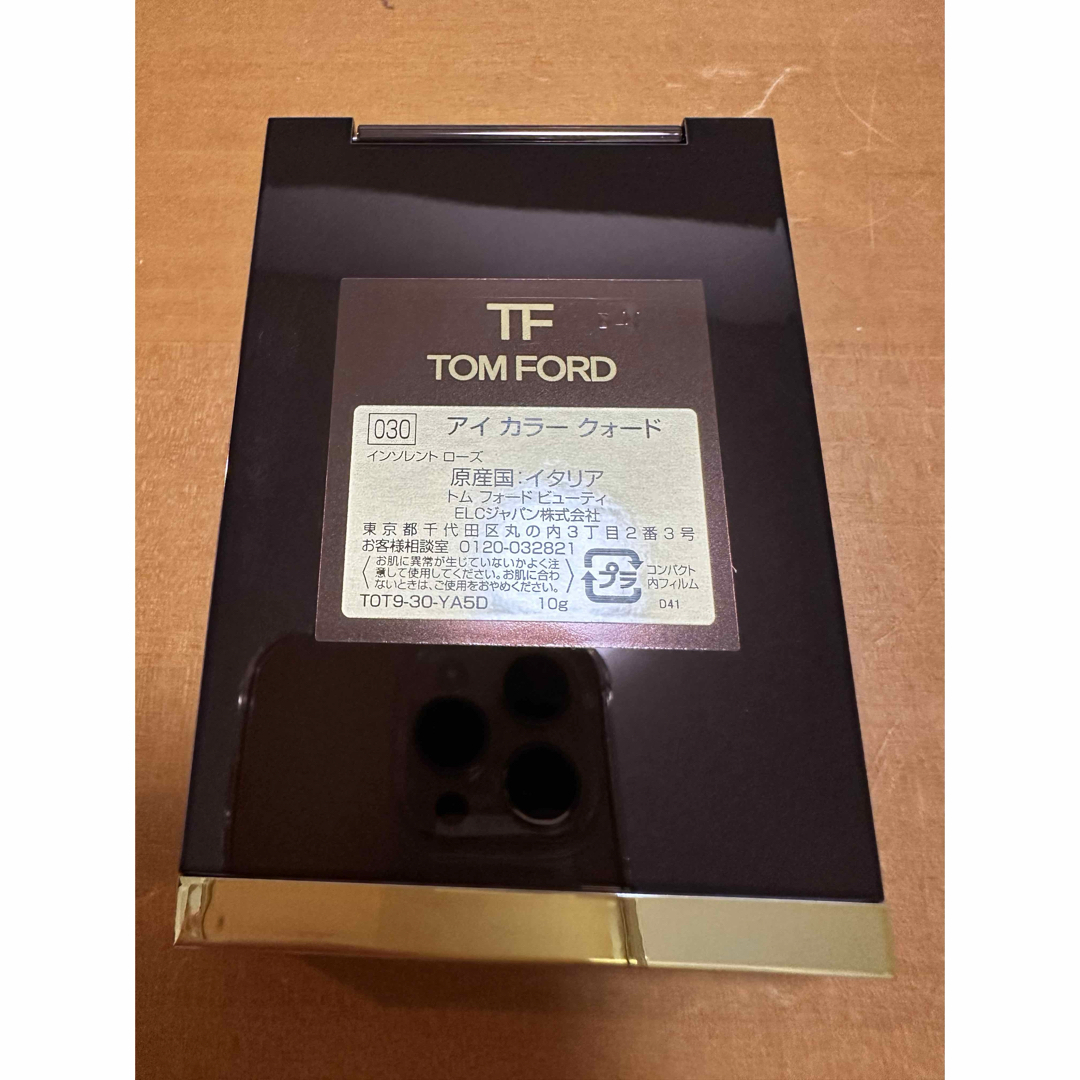 TF
TOM FORD
030 アイ カラー クォード
インソレント ローズ
原産国:イタリア
トム フォード ビューティ
ELCジャパン株式会社
東京都千代田区丸の内3丁目2番3号
お客様相談室 0120-032821
お肌に異常が生じていないかよく注
意して使用してください。お肌に合わ
ないときは、ご使用をおやめください。
プラ
コンパクト
内フィルム
T0T9-30-YA5D 10g D41